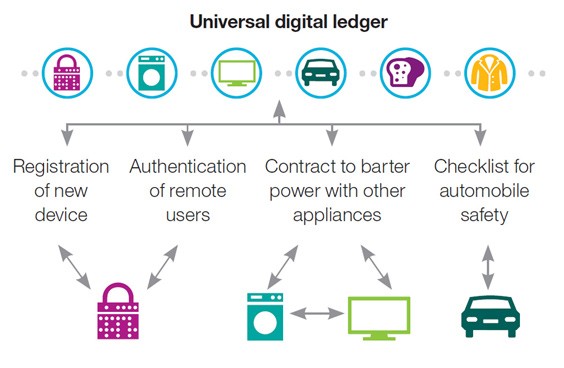 Universal digital ledger
Registration
of new
device
Authentication
of remote
users
Contract to barter
power with other
appliances
Checklist for
automobile
safety